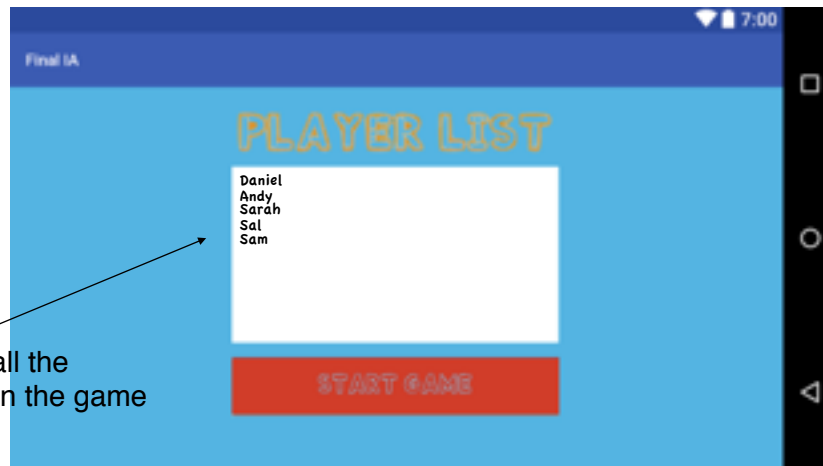 7:00
Final IA
PLAYER LIST
Daniel
Andy
Sarah
Sal
Sam
all the
n the game
START GAME